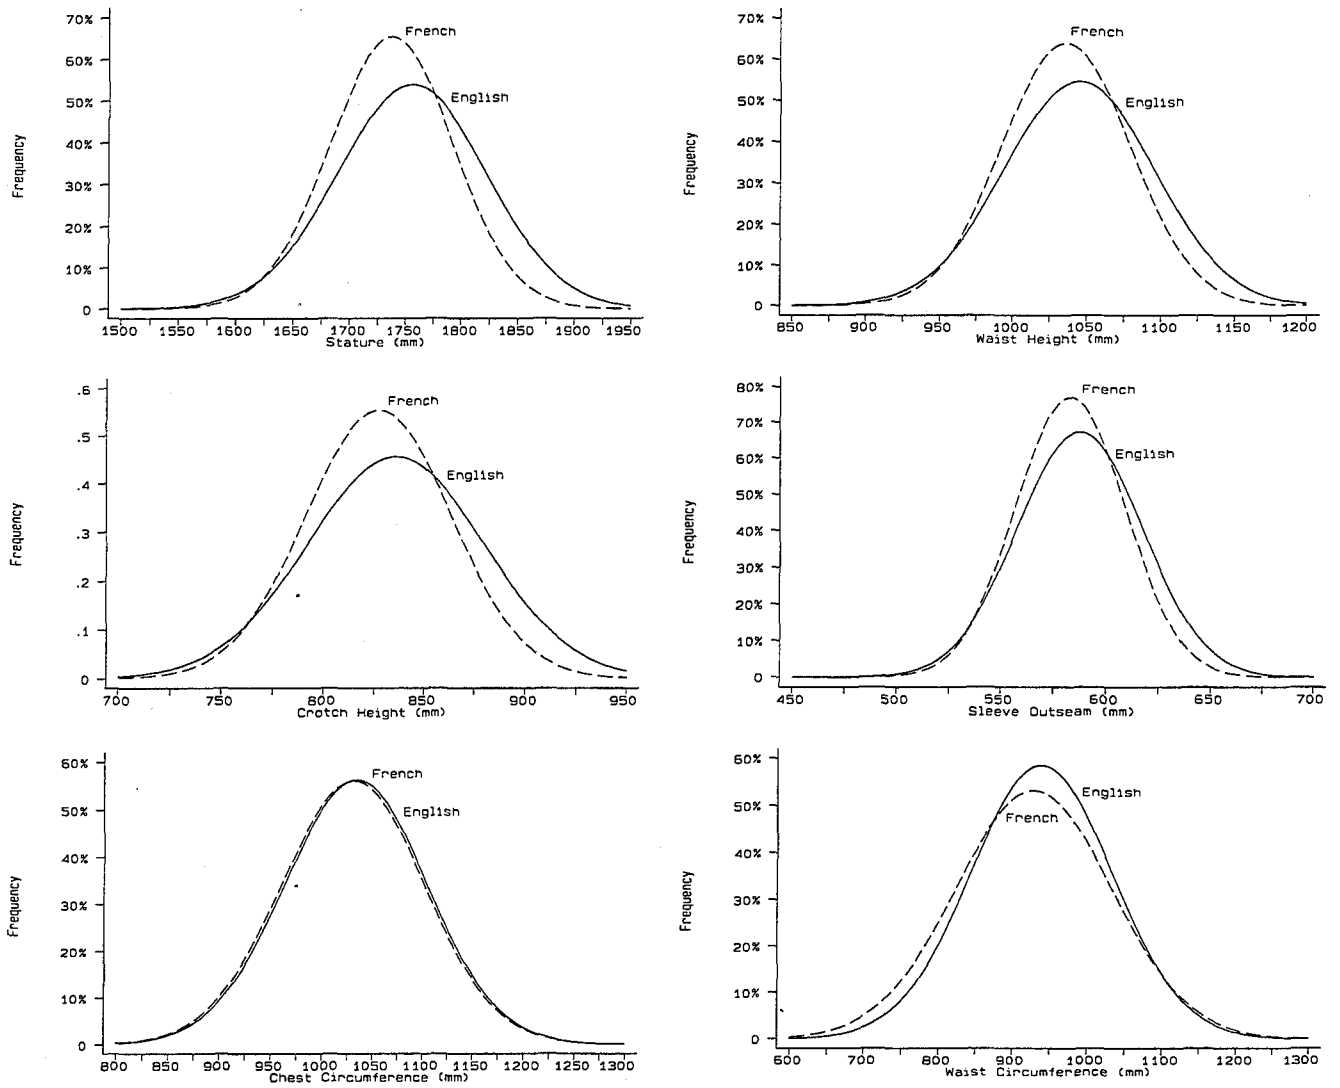 70%
French
60%
50%
English
40%
30%
20%
10%
0
Frequency
1500 1550 1600 1650 1700 1750 1800 1850 1900 1950
Stature (mm)
70%
French
60%
50%
English
40%
30%
20%
10%
0
Frequency
850 900 950 1000 1050 1100 1150 1200
Waist Height (mm)
.6
French
.5
English
.4
.3
.2
.1
0
Frequency
700 750 800 850 900 950
Crotch Height (mm)
80%
French
70%
60%
English
50%
40%
30%
20%
10%
0
Frequency
450 500 550 600 650 700
Sleeve Outseam (mm)
60%
French
50%
English
40%
30%
20%
10%
0
Frequency
800 850 900 950 1000 1050 1100 1150 1200 1250 1300
Chest Circumference (mm)
60%
English
50%
French
40%
30%
20%
10%
0
Frequency
600 700 800 900 1000 1100 1200 1300
Waist Circumference (mm)